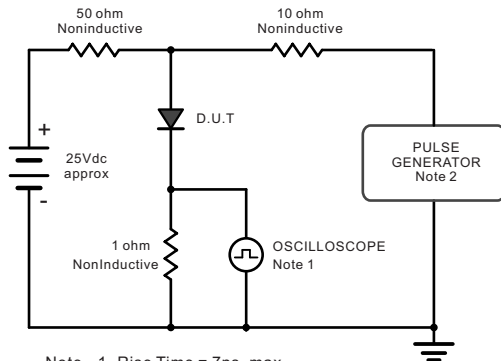 50 ohm
Noninductive
10 ohm
Noninductive
D.U.T
+
25Vdc
approx
-
PULSE
GENERATOR
Note 2
1 ohm
NonInductive
OSCILLOSCOPE
Note 1
Note 1. Rise Time = 7ns max